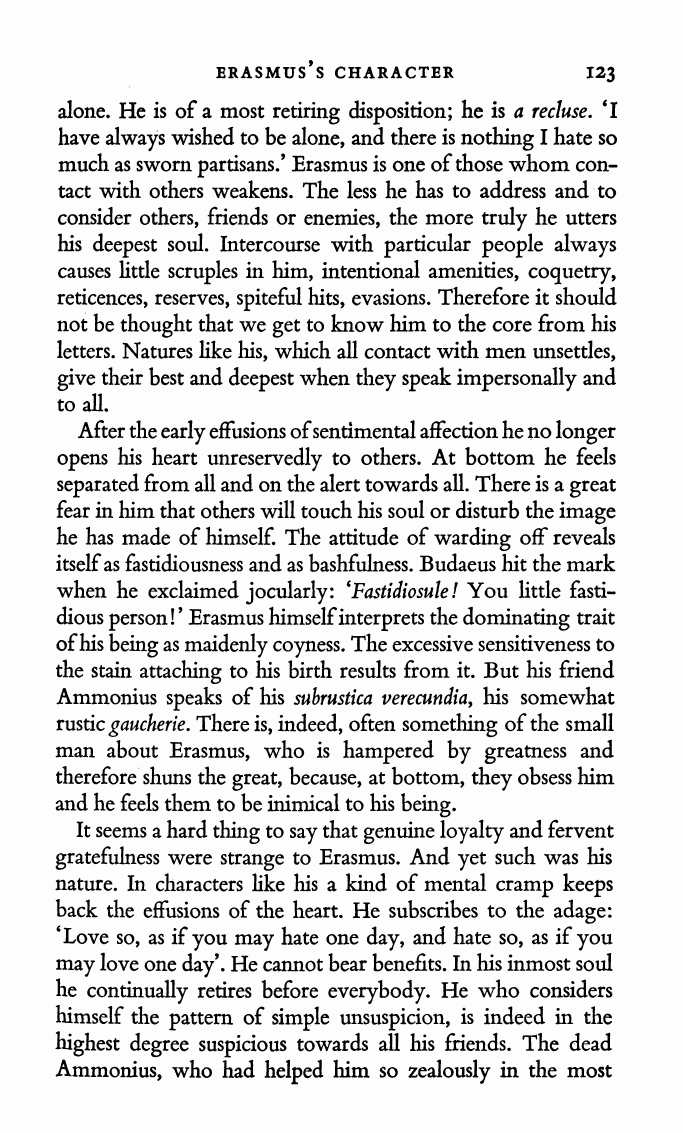 ERASMUS'S CHARACTER 123
alone. He is of a most retiring disposition; he is a recluse. ‘I
have always wished to be alone, and there is nothing I hate so
much as sworn partisans.’ Erasmus is one of those whom con-
tact with others weakens. The less he has to address and to
consider others, friends or enemies, the more truly he utters
his deepest soul. Intercourse with particular people always
causes little scruples in him, intentional amenities, coquetry,
reticences, reserves, spiteful hits, evasions. Therefore it should
not be thought that we get to know him to the core from his
letters. Natures like his, which all contact with men unsettles,
give their best and deepest when they speak impersonally and
to all.
After the early effusions of sentimental affection he no longer
opens his heart unreservedly to others. At bottom he feels
separated from all and on the alert towards all. There is a great
fear in him that others will touch his soul or disturb the image
he has made of himself. The attitude of warding off reveals
itself as fastidiousness and as bashfulness. Budaeus hit the mark
when he exclaimed jocularly: ‘Fastidiosule! You little fasti-
dious person!’ Erasmus himself interprets the dominating trait
of his being as maidenly coyness. The excessive sensitiveness to
the stain attaching to his birth results from it. But his friend
Ammonius speaks of his subrustica verecundia, his somewhat
rustic gaucherie. There is, indeed, often something of the small
man about Erasmus, who is hampered by greatness and
therefore shuns the great, because, at bottom, they obsess him
and he feels them to be inimical to his being.
It seems a hard thing to say that genuine loyalty and fervent
gratefulness were strange to Erasmus. And yet such was his
nature. In characters like his a kind of mental cramp keeps
back the effusions of the heart. He subscribes to the adage:
‘Love so, as if you may hate one day, and hate so, as if you
may love one day’. He cannot bear benefits. In his inmost soul
he continually retires before everybody. He who considers
himself the pattern of simple unsuspicion, is indeed in the
highest degree suspicious towards all his friends. The dead
Ammonius, who had helped him so zealously in the most